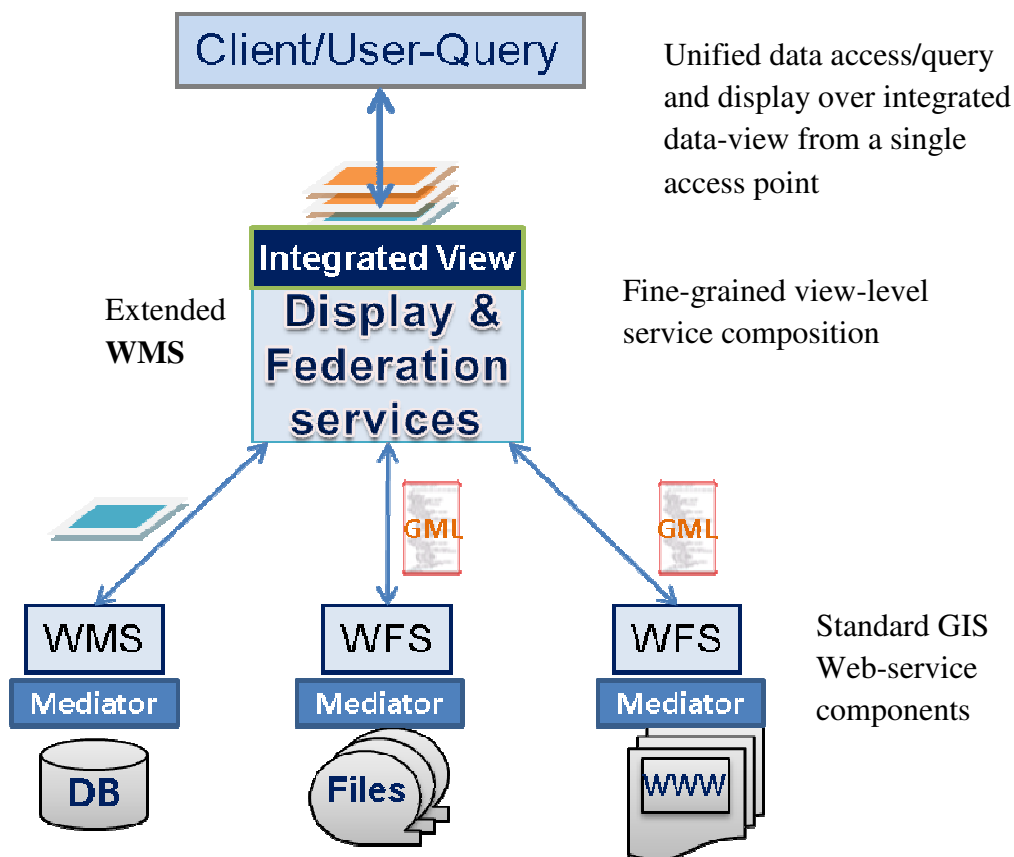 Client/User-Query
Unified data access/query
and display over integrated
data-view from a single
access point
Integrated View
Display &
Federation
services
Extended
WMS
Fine-grained view-level
service composition
GML
GML
WMS
WFS
WFS
Mediator
Mediator
Mediator
Standard GIS
Web-service
components
DB
Files
WWW